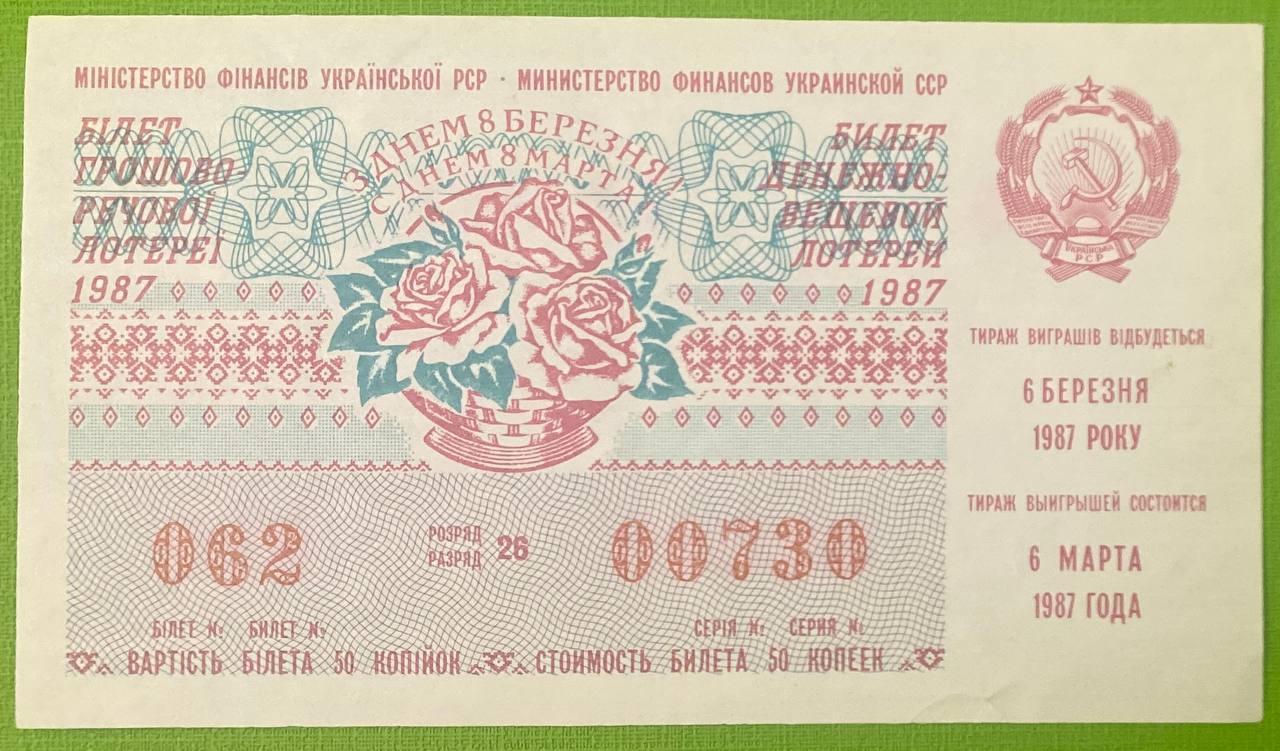 МІНІСТЕРСТВО ФІНАНСІВ УКРАЇНСЬКОЇ РСР · МИНИСТЕРСТВО ФИНАНСОВ УКРАИНСКОЙ ССР
БІЛЕТ
ГРОШОВО-
РЕЧОВОЇ
ЛОТЕРЕЇ
1987
З ДНЕМ 8 БЕРЕЗНЯ!
С ДНЕМ 8 МАРТА!
БИЛЕТ
ДЕНЕЖНО-
ВЕЩЕВОЙ
ЛОТЕРЕИ
1987
УКРАЇНСЬКА
РСР
ТИРАЖ ВИГРАШІВ ВІДБУДЕТЬСЯ
6 БЕРЕЗНЯ
1987 РОКУ
ТИРАЖ ВЫИГРЫШЕЙ СОСТОИТСЯ
6 МАРТА
1987 ГОДА
062
РОЗРЯД
РАЗРЯД
26
00730
БІЛЕТ № БИЛЕТ №
СЕРІЯ № СЕРИЯ №
ВАРТІСТЬ БІЛЕТА 50 КОПІЙОК
СТОИМОСТЬ БИЛЕТА 50 КОПЕЕК